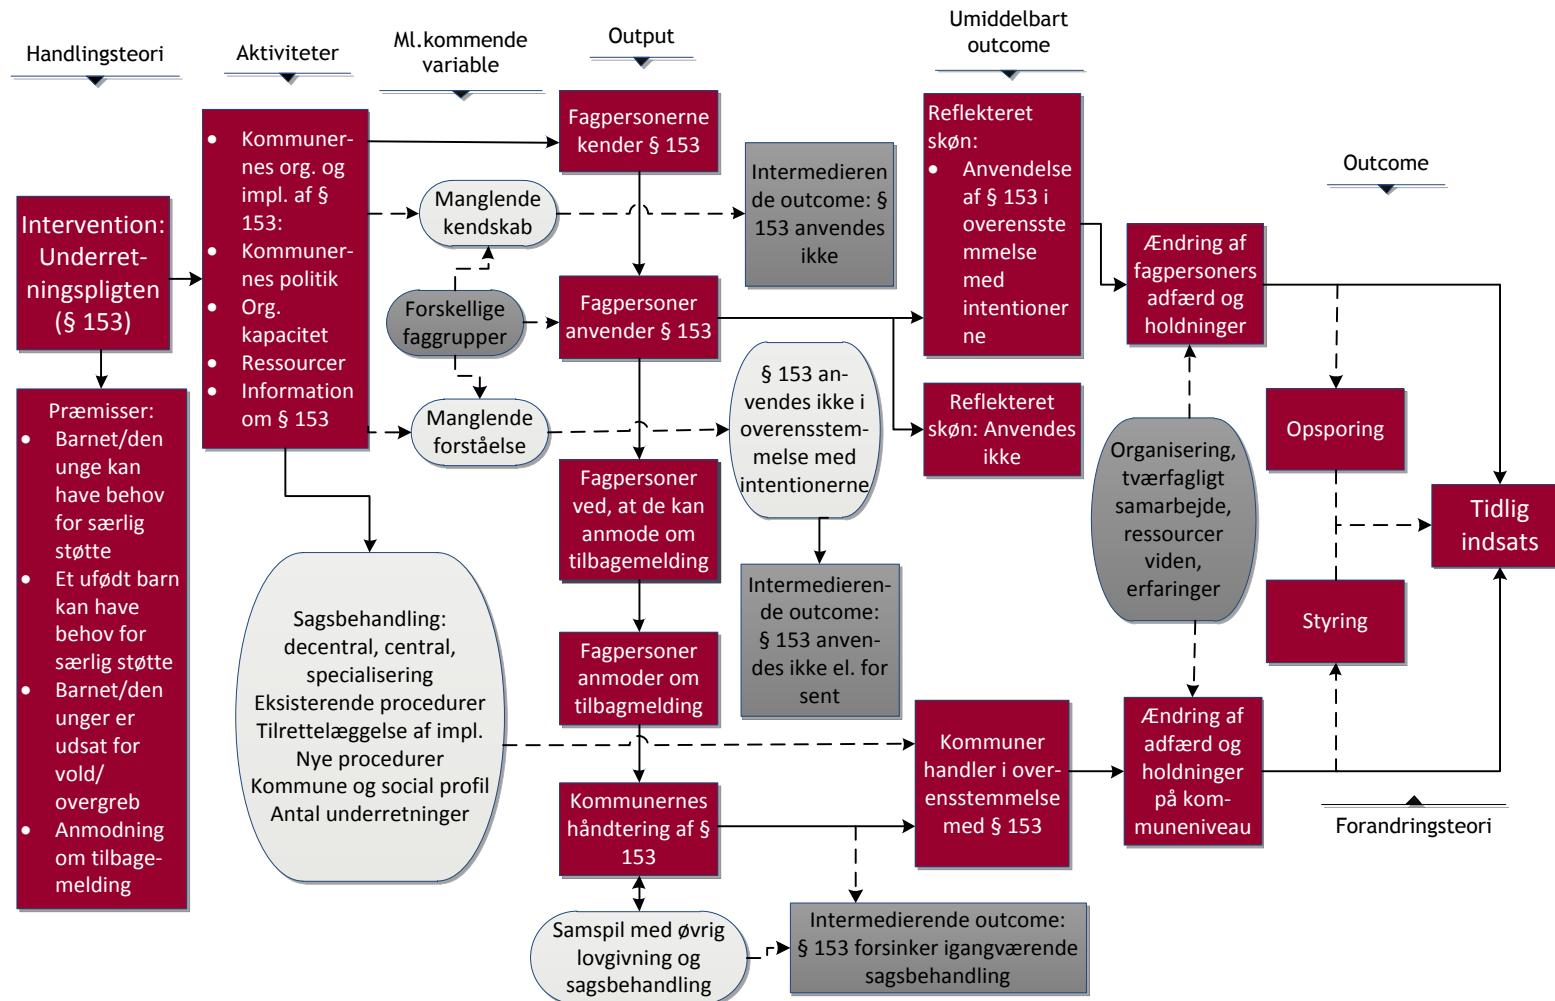 Handlingsteori
Aktiviteter
Ml.kommende
variable
Output
Umiddelbart
outcome
Outcome
Intervention:
Underret-
ningspligten
(§ 153)
Præmisser:
• Barnet/den
unge kan
have behov
for særlig
støtte
• Et ufødt barn
kan have
behov for
særlig støtte
• Barnet/den
unger er
udsat for
vold/
overgreb
• Anmodning
om tilbage-
melding
• Kommuner-
nes org. og
impl. af §
153:
• Kommuner-
nes politik
• Org.
kapacitet
• Ressourcer
• Information
om § 153
Sagsbehandling:
decentral, central,
specialisering
Eksisterende procedurer
Tilrettelæggelse af impl.
Nye procedurer
Kommune og social profil
Antal underretninger
Manglende
kendskab
Forskellige
faggrupper
Manglende
forståelse
Fagpersonerne
kender § 153
Fagpersoner
anvender § 153
Fagpersoner
ved, at de kan
anmode om
tilbagemelding
Fagpersoner
anmoder om
tilbagmelding
Kommunernes
håndtering af §
153
Samspil med øvrig
lovgivning og
sagsbehandling
Intermedieren
de outcome: §
153 anvendes
ikke
§ 153 an-
vendes ikke i
overensstem-
melse med
intentionerne
Intermedieren-
de outcome:
§ 153 anven-
des ikke el. for
sent
Intermedierende outcome:
§ 153 forsinker igangværende
sagsbehandling
Reflekteret
skøn:
• Anvendelse
af § 153 i
overensste
mmelse
med
intentioner
ne
Reflekteret
skøn: Anvendes
ikke
Kommuner
handler i over-
ensstemmelse
med § 153
Ændring af
fagpersoners
adfærd og
holdninger
Organisering,
tværfagligt
samarbejde,
ressourcer
viden,
erfaringer
Ændring af
adfærd og
holdninger
på kom-
muneniveau
Opsporing
Styring
Tidlig
indsats
Forandringsteori